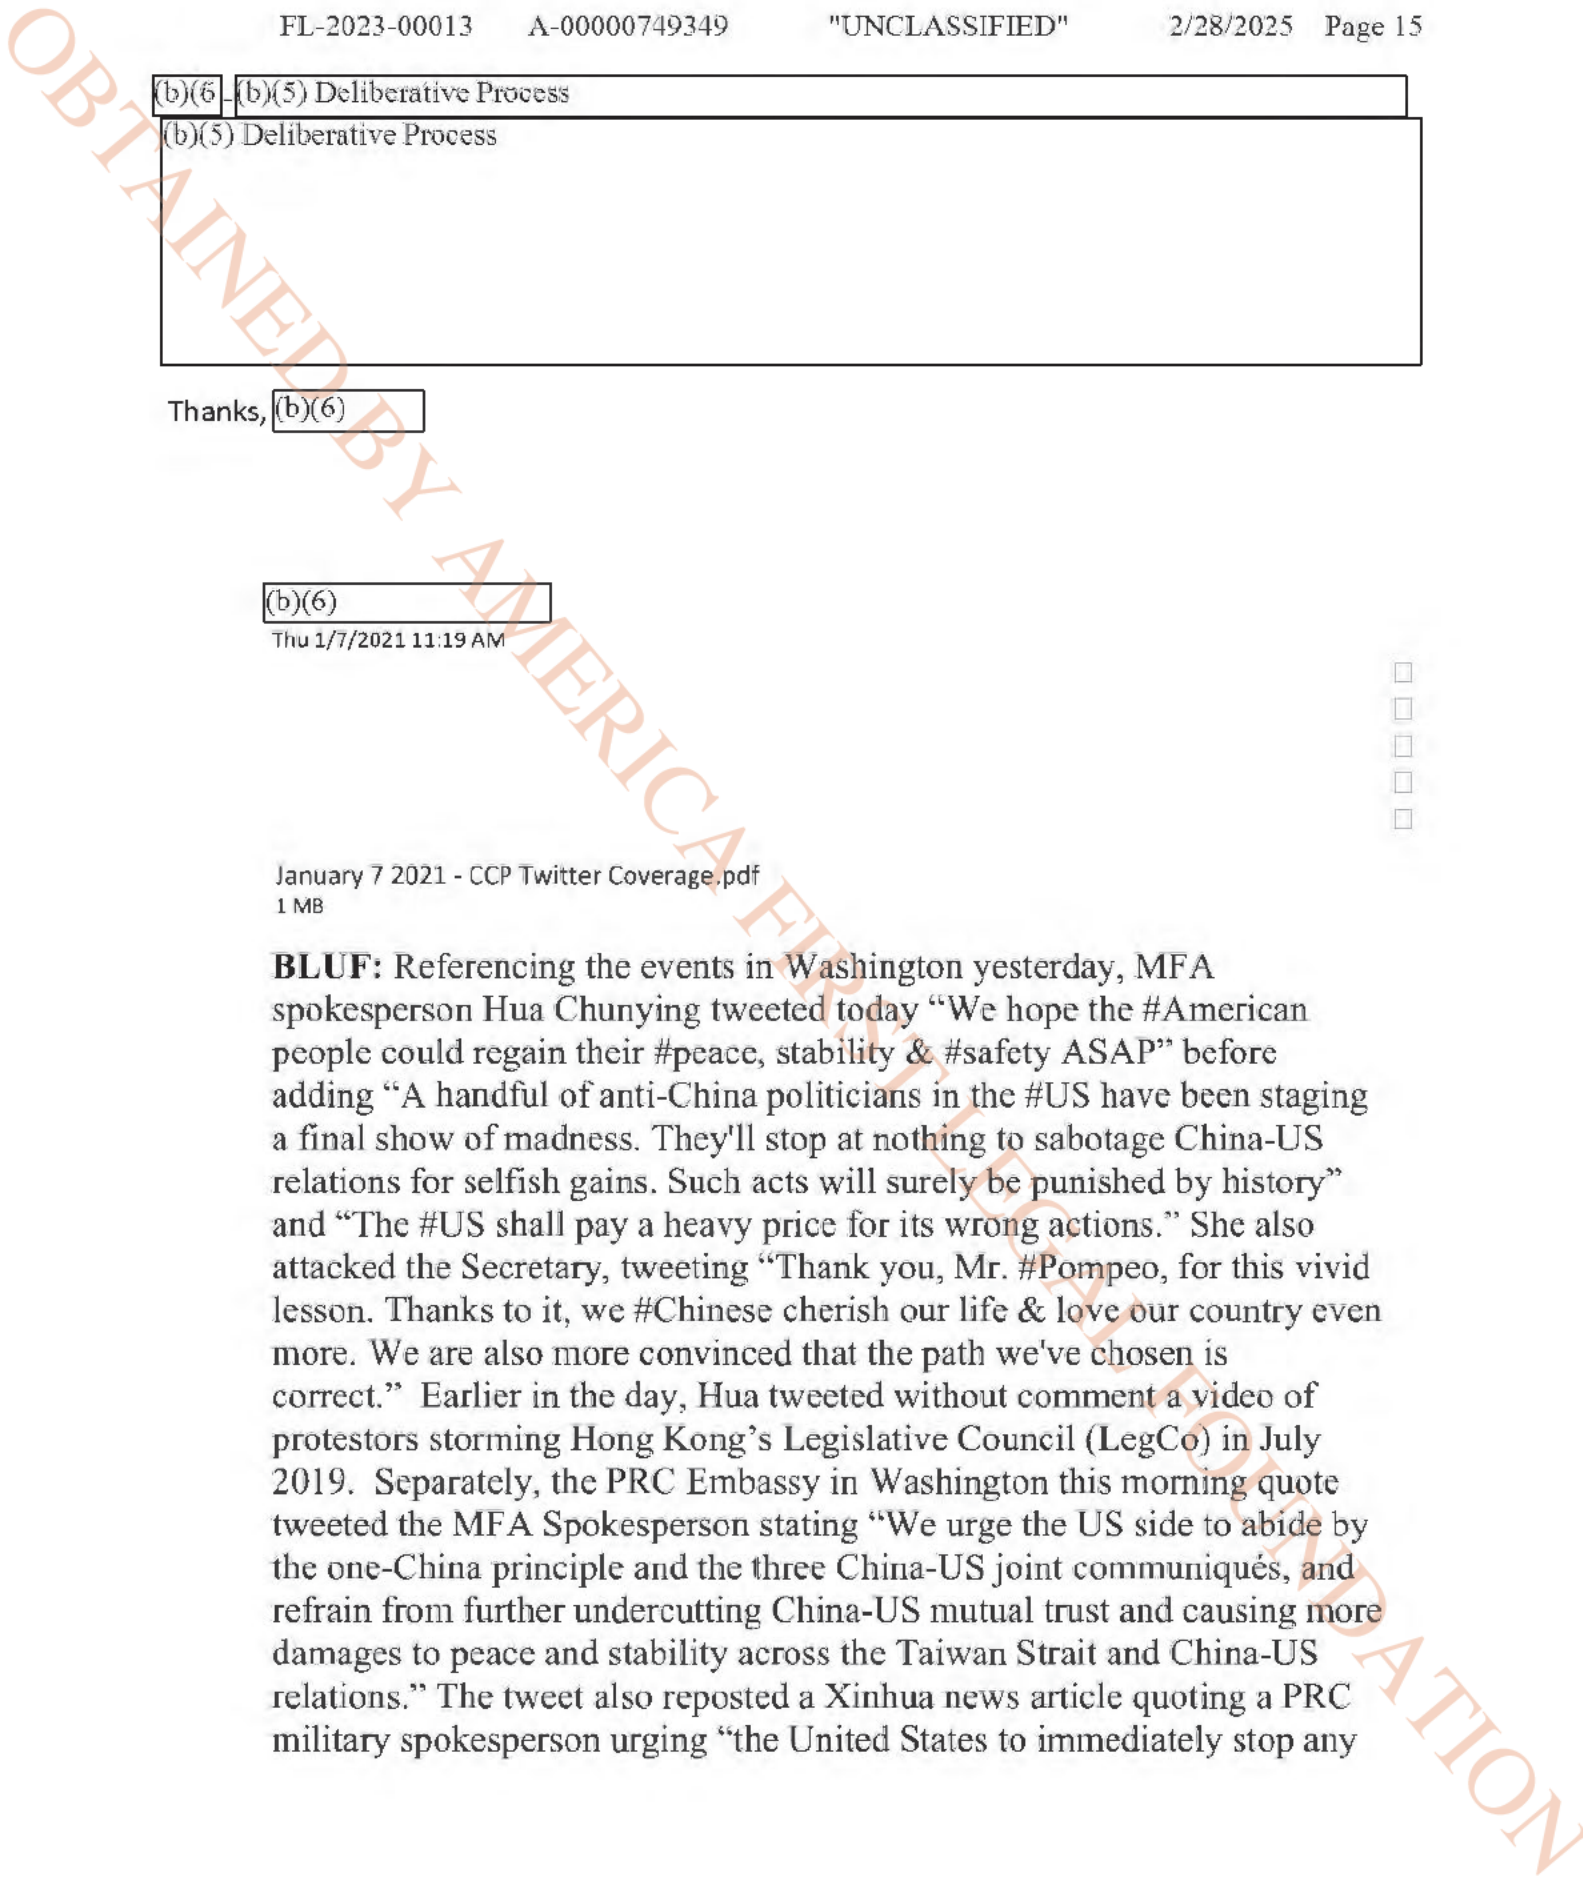 FL-2023-00013 A-00000749349 "UNCLASSIFIED" 2/28/2025 Page 15
(b)(6 - (b)(5) Deliberative Process
(b)(5) Deliberative Process
Thanks, (b)(6)
(b)(6)
Thu 1/7/2021 11:19 AM
January 7 2021 - CCP Twitter Coverage.pdf
1 MB
BLUF: Referencing the events in Washington yesterday, MFA
spokesperson Hua Chunying tweeted today “We hope the #American
people could regain their #peace, stability & #safety ASAP” before
adding “A handful of anti-China politicians in the #US have been staging
a final show of madness. They'll stop at nothing to sabotage China-US
relations for selfish gains. Such acts will surely be punished by history”
and “The #US shall pay a heavy price for its wrong actions.” She also
attacked the Secretary, tweeting “Thank you, Mr. #Pompeo, for this vivid
lesson. Thanks to it, we #Chinese cherish our life & love our country even
more. We are also more convinced that the path we've chosen is
correct.” Earlier in the day, Hua tweeted without comment a video of
protestors storming Hong Kong’s Legislative Council (LegCo) in July
2019. Separately, the PRC Embassy in Washington this morning quote
tweeted the MFA Spokesperson stating “We urge the US side to abide by
the one-China principle and the three China-US joint communiqués, and
refrain from further undercutting China-US mutual trust and causing more
damages to peace and stability across the Taiwan Strait and China-US
relations.” The tweet also reposted a Xinhua news article quoting a PRC
military spokesperson urging “the United States to immediately stop any
OBTAINED BY AMERICA FIRST LEGAL FOUNDATION